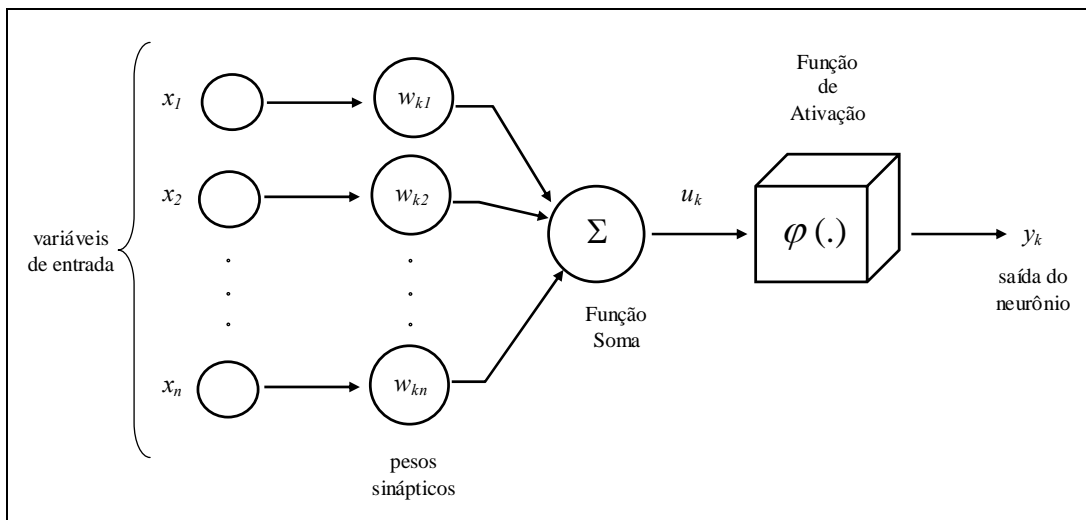 variáveis
de entrada
x1
x2
xn
wk1
wk2
wkn
pesos
sinápticos
Σ
Função
Soma
uk
Função
de
Ativação
φ (.)
yk
saída do
neurônio